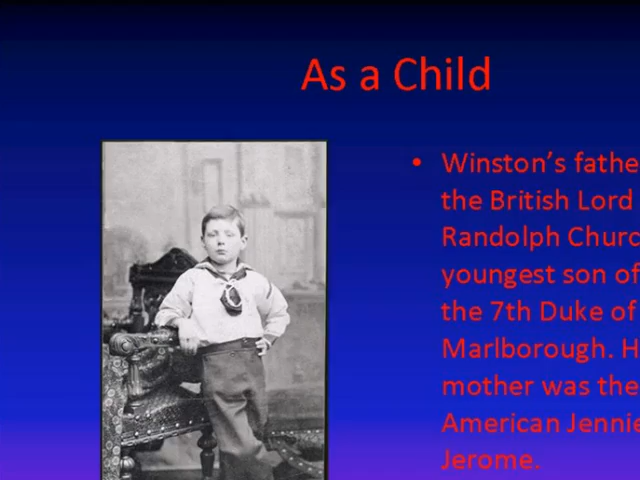 As a Child
• Winston's fathe
the British Lord
Randolph Churc
youngest son of
the 7th Duke of
Marlborough. H
mother was the
American Jennie
Jerome.